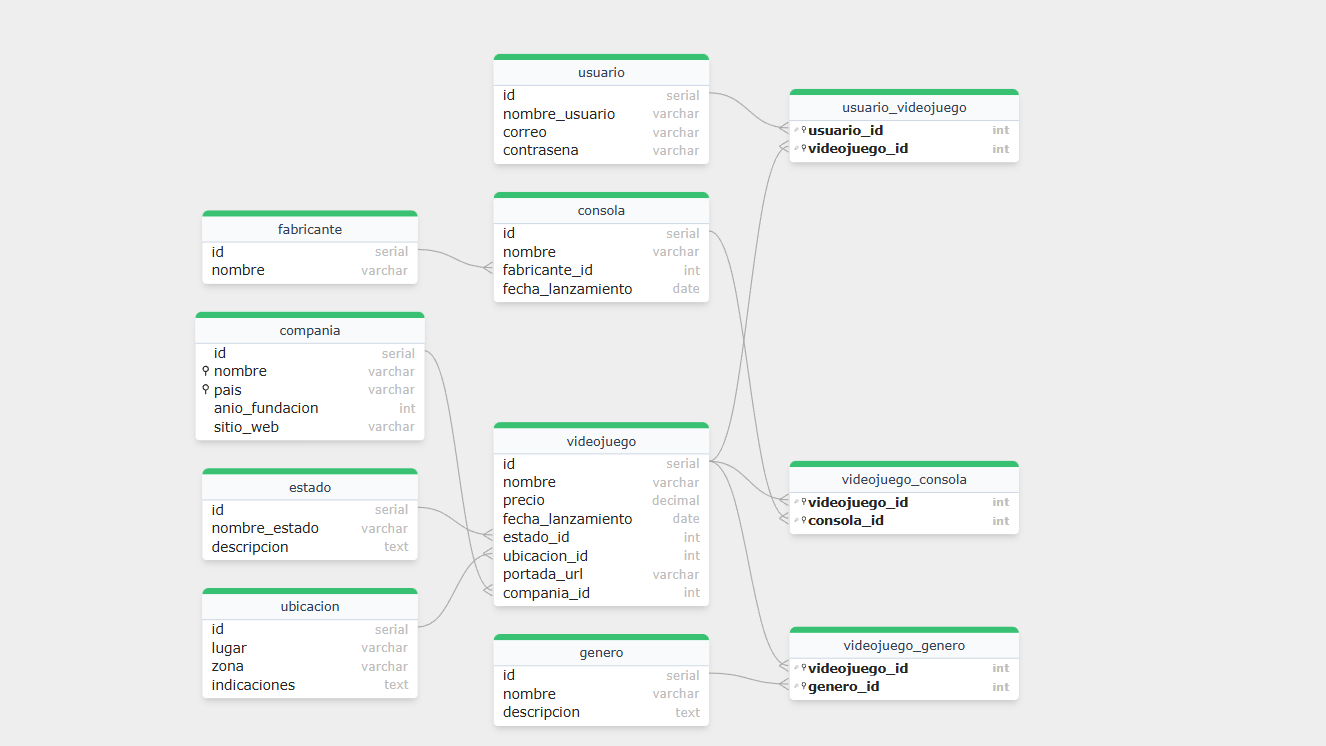 usuario
id serial
nombre_usuario varchar
correo varchar
contrasena varchar
usuario_videojuego
usuario_id int
videojuego_id int
consola
id serial
nombre varchar
fabricante_id int
fecha_lanzamiento date
fabricante
id serial
nombre varchar
compania
id serial
nombre varchar
pais varchar
anio_fundacion int
sitio_web varchar
videojuego
id serial
nombre varchar
precio decimal
fecha_lanzamiento date
estado_id int
ubicacion_id int
portada_url varchar
compania_id int
videojuego_consola
videojuego_id int
consola_id int
estado
id serial
nombre_estado varchar
descripcion text
ubicacion
id serial
lugar varchar
zona varchar
indicaciones text
genero
id serial
nombre varchar
descripcion text
videojuego_genero
videojuego_id int
genero_id int